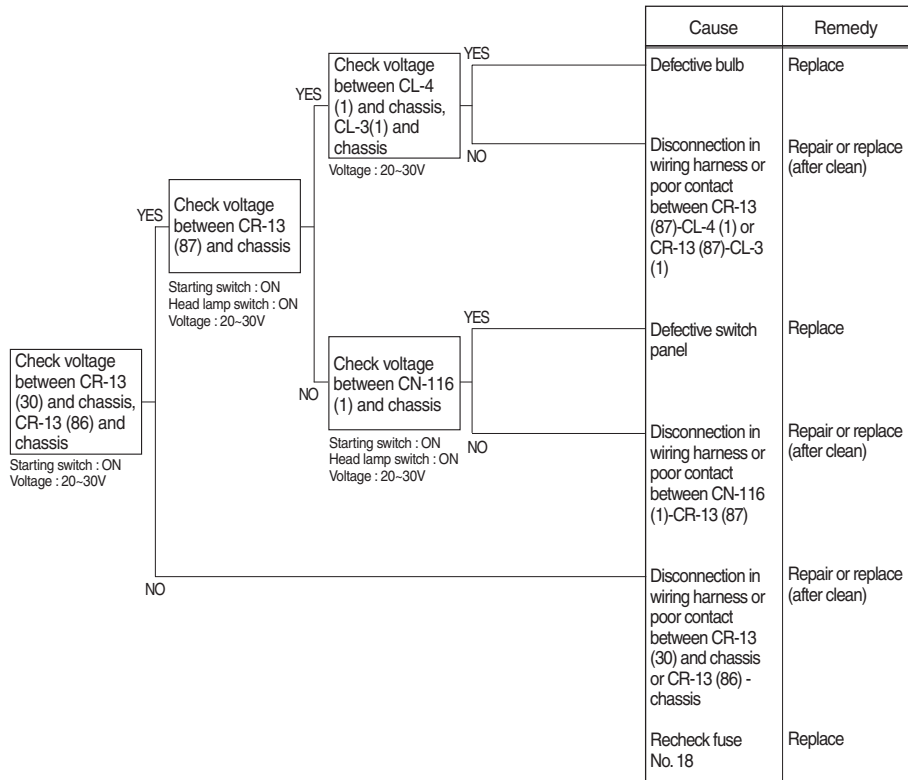 Cause
Remedy
YES
Check voltage
between CL-4
(1) and chassis,
CL-3(1) and
chassis
Voltage : 20~30V
YES
Defective bulb
Replace
NO
Disconnection in
wiring harness or
poor contact
between CR-13
(87)-CL-4 (1) or
CR-13 (87)-CL-3
(1)
Repair or replace
(after clean)
YES
Check voltage
between CR-13
(87) and chassis
Starting switch : ON
Head lamp switch : ON
Voltage : 20~30V
NO
Check voltage
between CN-116
(1) and chassis
Starting switch : ON
Head lamp switch : ON
Voltage : 20~30V
YES
Defective switch
panel
Replace
NO
Disconnection in
wiring harness or
poor contact
between CN-116
(1)-CR-13 (87)
Repair or replace
(after clean)
Check voltage
between CR-13
(30) and chassis,
CR-13 (86) and
chassis
Starting switch : ON
Voltage : 20~30V
NO
Disconnection in
wiring harness or
poor contact
between CR-13
(30) and chassis
or CR-13 (86) -
chassis
Repair or replace
(after clean)
Recheck fuse
No. 18
Replace